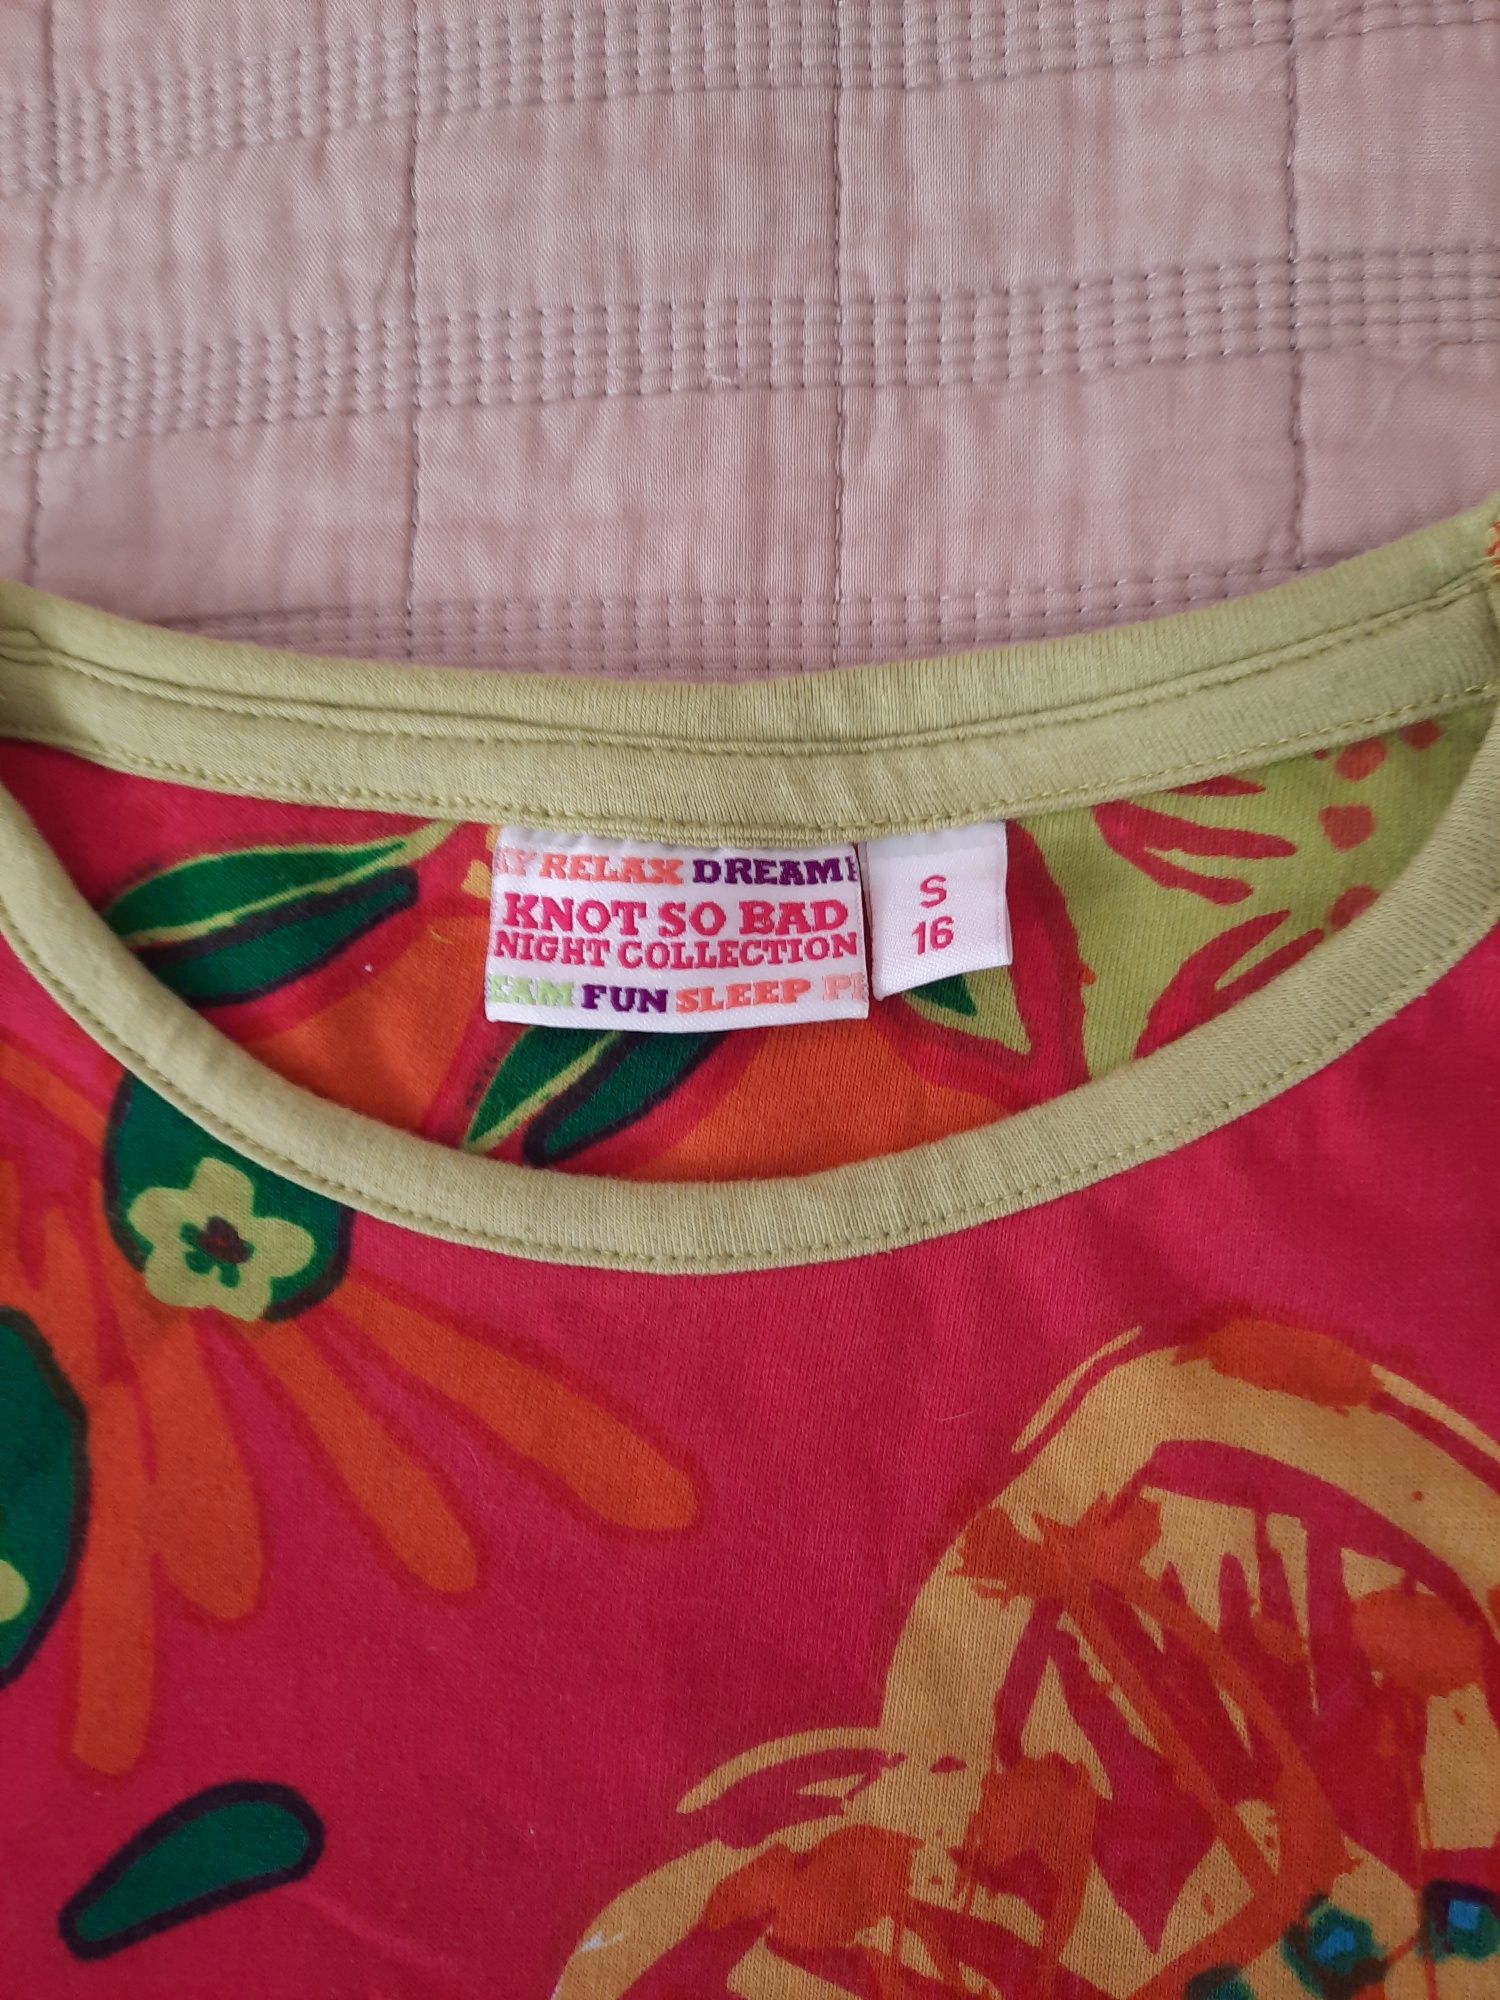 RELAX DREAM
KNOT SO BAD
NIGHT COLLECTION
FUN SLEEP
S
16